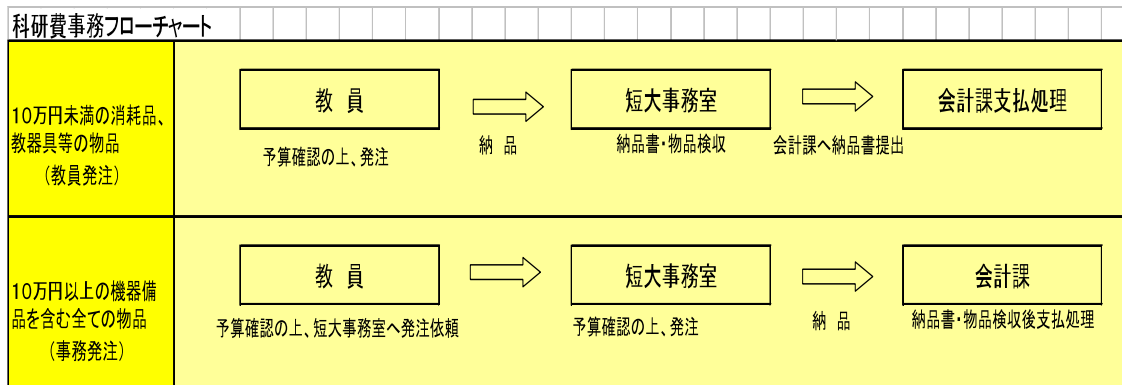 科研費事務フローチャート
10万円未満の消耗品、
教器具等の物品
(教員発注)
教 員
短大事務室
会計課支払処理
予算確認の上、発注
納 品
納品書・物品検収
会計課へ納品書提出
10万円以上の機器備
品を含む全ての物品
(事務発注)
教 員
短大事務室
会計課
予算確認の上、短大事務室へ発注依頼
予算確認の上、発注
納 品
納品書・物品検収後支払処理